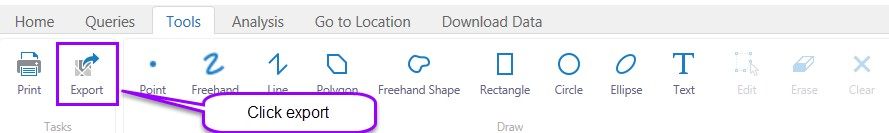 Home Queries Tools Analysis Go to Location Download Data
Print Export Point Freehand Line Polygon Freehand Shape Rectangle Circle Ellipse Text Edit Erase Clear
Click export
Tasks Draw